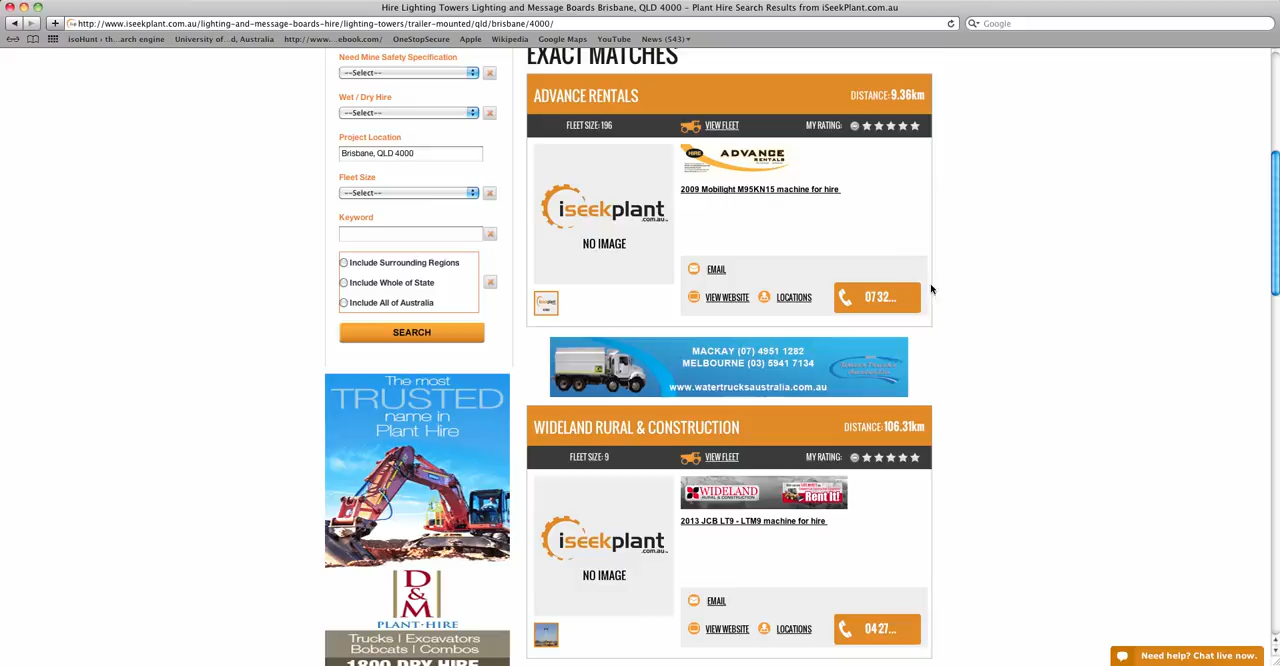 Hire Lighting Towers Lighting and Message Boards Brisbane, QLD 4000 - Plant Hire Search Results from iSeekPlant.com.au
http://www.iseekplant.com.au/lighting-and-message-boards-hire/lighting-towers/trailer-mounted/qld/brisbane/4000/
Google
isoHunt › th...arch engine University of...d, Australia http://www....ebook.com/ OneStopSecure Apple Wikipedia Google Maps YouTube News (543)
Need Mine Safety Specification
--Select--
Wet / Dry Hire
--Select--
Project Location
Brisbane, QLD 4000
Fleet Size
--Select--
Keyword
Include Surrounding Regions
Include Whole of State
Include All of Australia
SEARCH
The most
TRUSTED
name in
Plant Hire
D&M
PLANT·HIRE
Trucks | Excavators
Bobcats | Combos
1800 DRY HIRE
EXACT MATCHES
ADVANCE RENTALS DISTANCE: 9.36km
FLEET SIZE: 196 VIEW FLEET MY RATING:
iseekplant
.com.au
NO IMAGE
HIRE ADVANCE
RENTALS
2009 Mobilight M95KN15 machine for hire
EMAIL
VIEW WEBSITE LOCATIONS 07 32...
MACKAY (07) 4951 1282
MELBOURNE (03) 5941 7134
www.watertrucksaustralia.com.au
WIDELAND RURAL & CONSTRUCTION DISTANCE: 106.31km
FLEET SIZE: 9 VIEW FLEET MY RATING:
iseekplant
.com.au
NO IMAGE
WIDELAND
RURAL & CONSTRUCTION
Rent It!
2013 JCB LT9 - LTM9 machine for hire
EMAIL
VIEW WEBSITE LOCATIONS 04 27...
Need help? Chat live now.